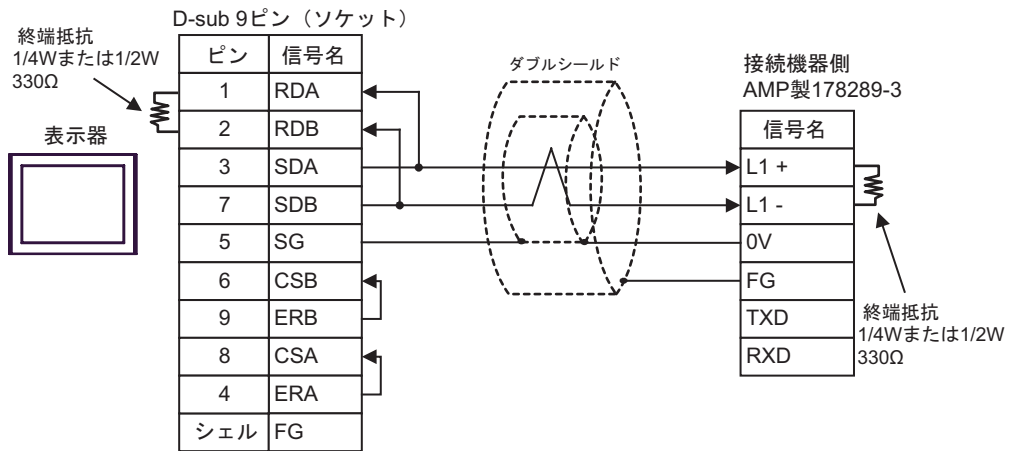 D-sub 9ピン（ソケット）
終端抵抗
1/4Wまたは1/2W
330Ω
表示器
ピン 信号名
1 RDA
2 RDB
3 SDA
7 SDB
5 SG
6 CSB
9 ERB
8 CSA
4 ERA
シェル FG
ダブルシールド
接続機器側
AMP製178289-3
信号名
L1 +
L1 -
0V
FG
TXD
RXD
終端抵抗
1/4Wまたは1/2W
330Ω